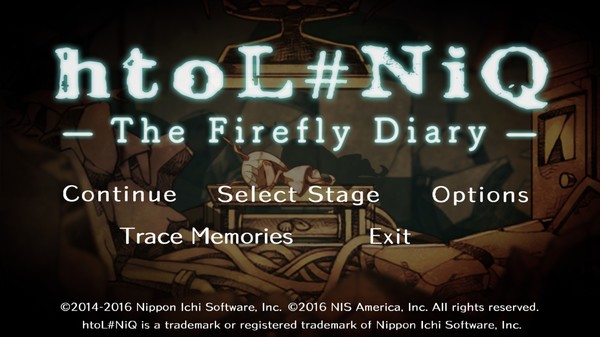 htoL#NiQ
— The Firefly Diary —
Continue Select Stage Options
Trace Memories Exit
©2014-2016 Nippon Ichi Software, Inc. ©2016 NIS America, Inc. All rights reserved.
htoL#NiQ is a trademark or registered trademark of Nippon Ichi Software, Inc.